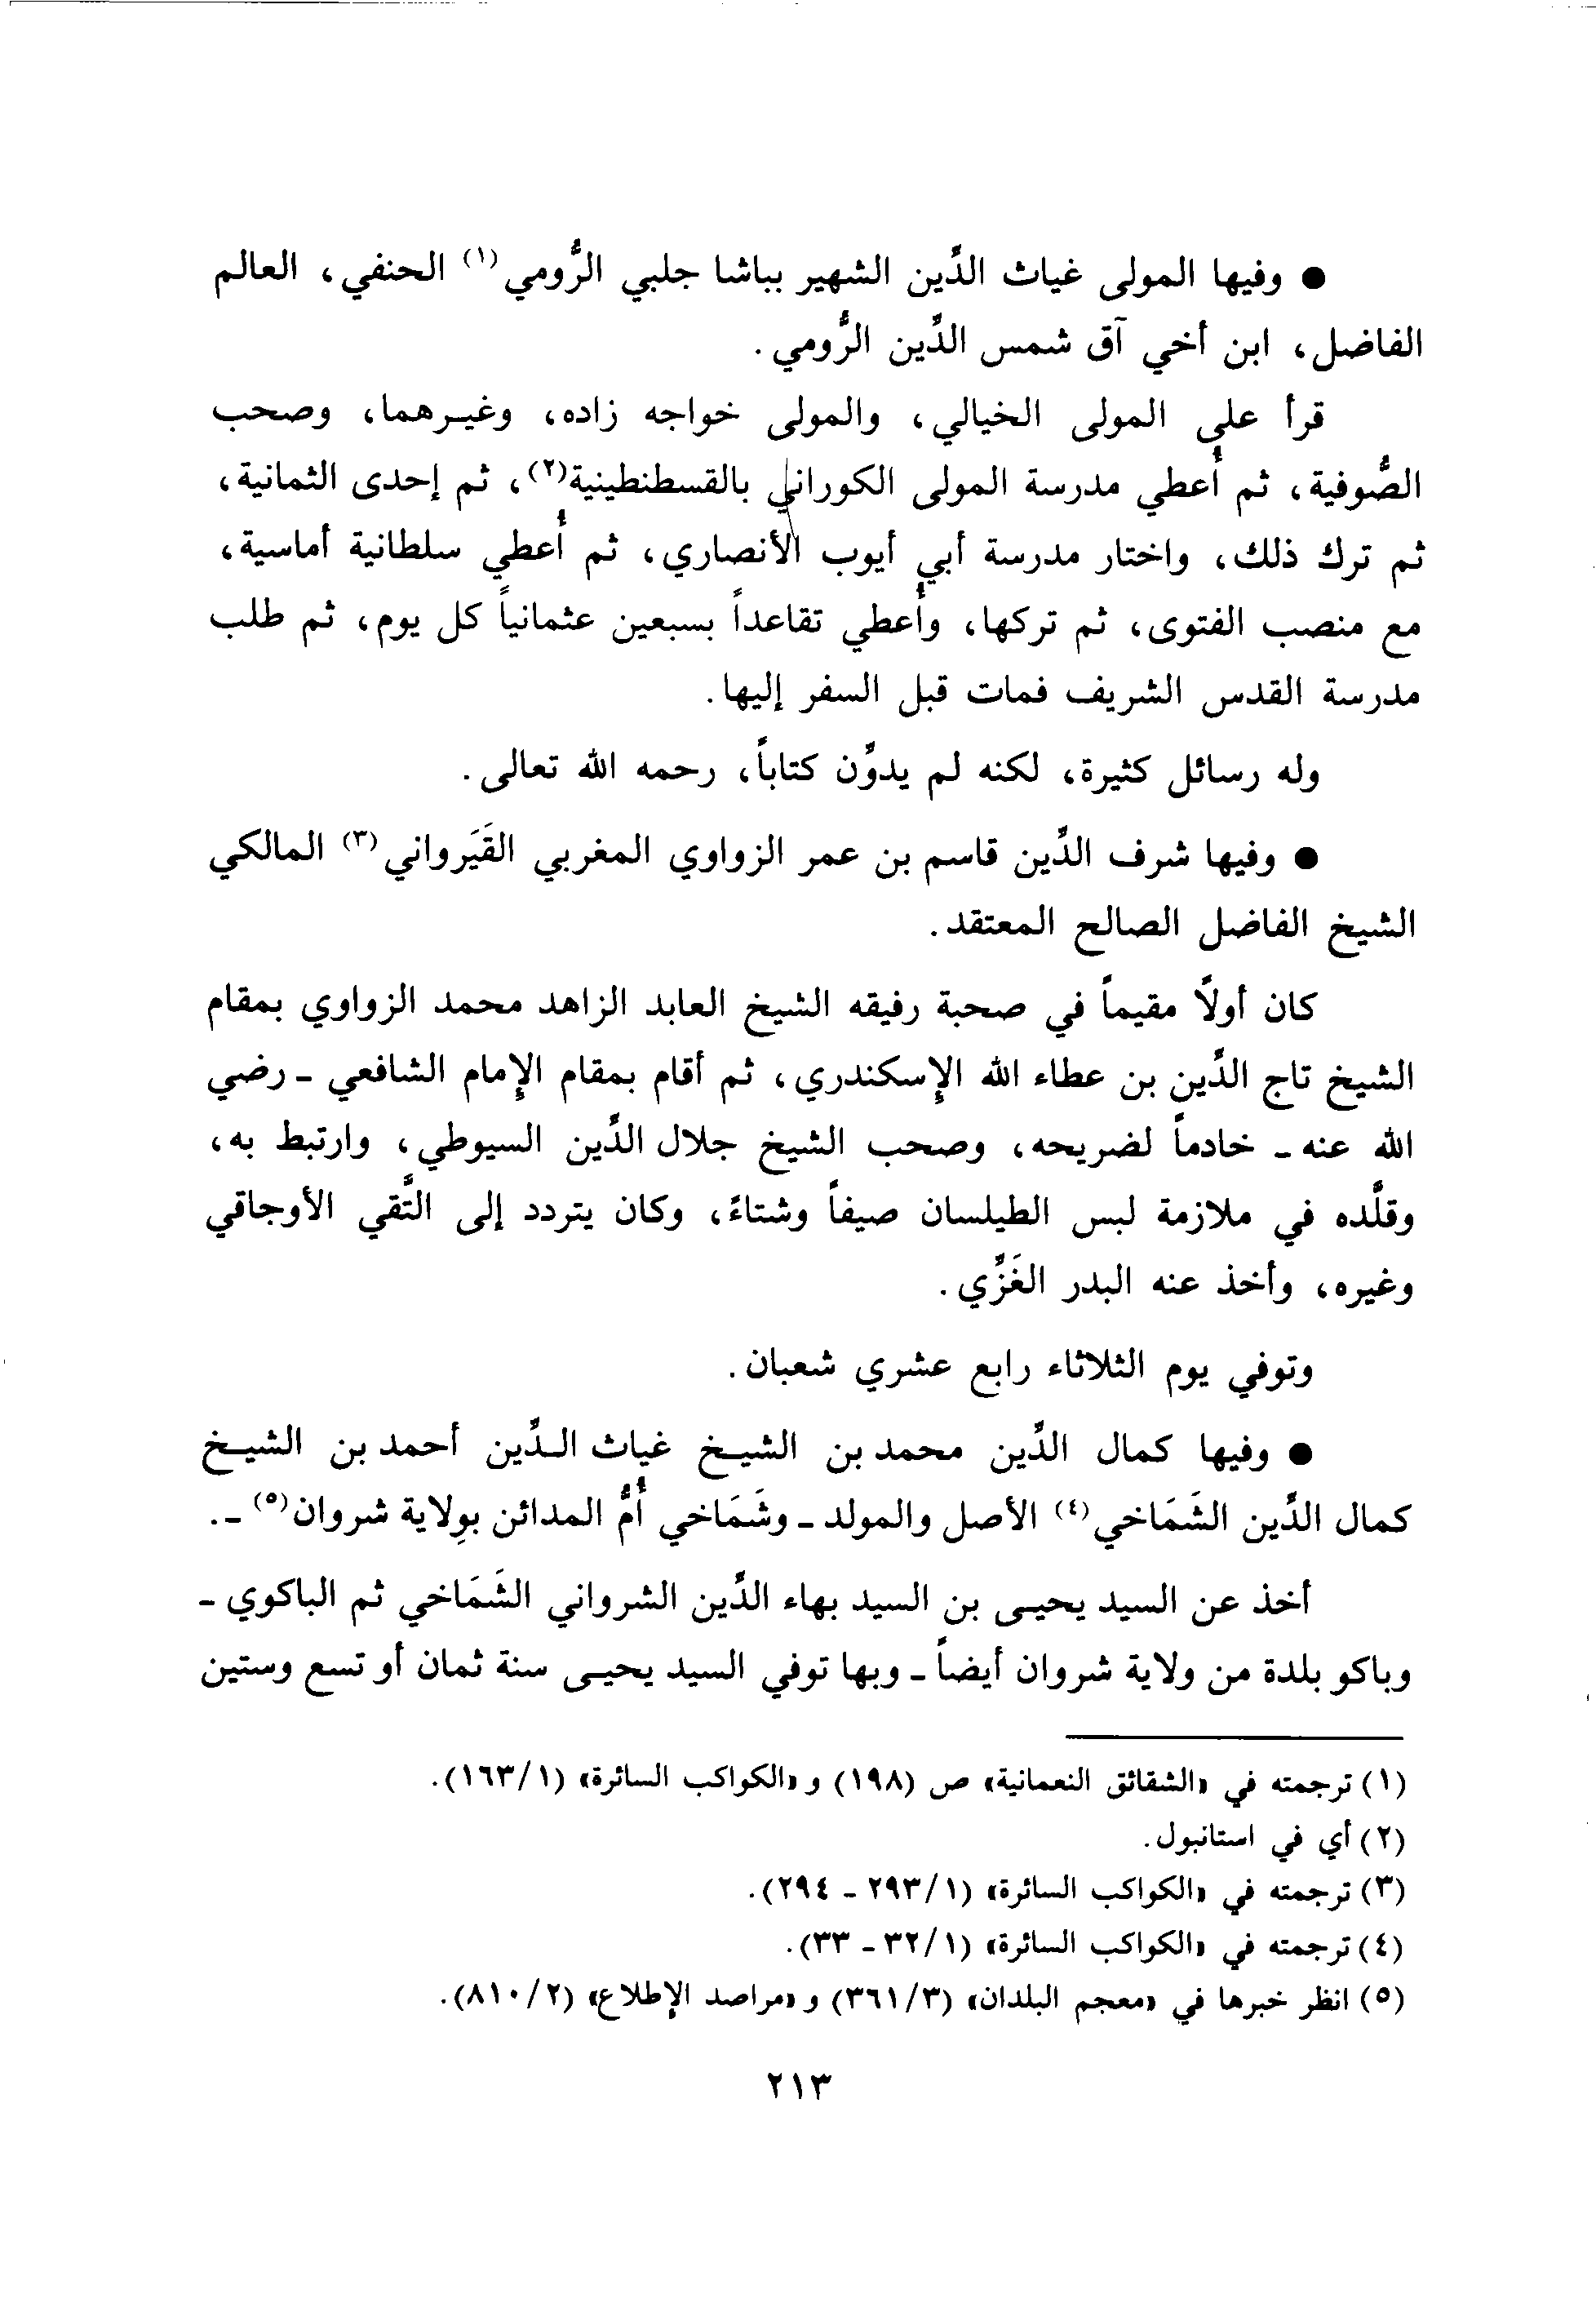 ● وفيها المولى غياث الدِّين الشهير بباشا جلبي الرُّومي(١) الحنفي، العالم
الفاضل، ابن أخي آق شمس الدِّين الرُّومي.
قرأ على المولى الخيالي، والمولى خواجه زاده، وغيرهما، وصحب
الصُّوفية، ثم أُعطي مدرسة المولى الكوراني بالقسطنطينية(٢)، ثم إحدى الثمانية،
ثم ترك ذلك، واختار مدرسة أبي أيوب الأنصاري، ثم أُعطي سلطانية أماسية،
مع منصب الفتوى، ثم تركها، وأُعطي تقاعداً بسبعين عثمانياً كل يوم، ثم طلب
مدرسة القدس الشريف فمات قبل السفر إليها.
وله رسائل كثيرة، لكنه لم يدوِّن كتاباً، رحمه الله تعالى.
● وفيها شرف الدِّين قاسم بن عمر الزواوي المغربي القَيَرواني(٣) المالكي
الشيخ الفاضل الصالح المعتقد.
كان أولاً مقيماً في صحبة رفيقه الشيخ العابد الزاهد محمد الزواوي بمقام
الشيخ تاج الدِّين بن عطاء الله الإسكندري، ثم أقام بمقام الإمام الشافعي ـ رضي
الله عنه ـ خادماً لضريحه، وصحب الشيخ جلال الدِّين السيوطي، وارتبط به،
وقلَّده في ملازمة لبس الطيلسان صيفاً وشتاءً، وكان يتردد إلى التَّقي الأوجاقي
وغيره، وأخذ عنه البدر الغَزِّي.
وتوفي يوم الثلاثاء رابع عشري شعبان.
● وفيها كمال الدِّين محمد بن الشيخ غياث الدِّين أحمد بن الشيخ
كمال الدِّين الشَمَاخي(٤) الأصل والمولد ـ وشَمَاخي أُمُّ المدائن بوِلاية شروان(٥) ـ.
أخذ عن السيد يحيى بن السيد بهاء الدِّين الشرواني الشَمَاخي ثم الباكوي ـ
وباكو بلدة من ولاية شروان أيضاً ـ وبها توفي السيد يحيى سنة ثمان أو تسع وستين
(١) ترجمته في «الشقائق النعمانية» ص (١٩٨) و «الكواكب السائرة» (١/١٦٣).
(٢) أي في استانبول.
(٣) ترجمته في «الكواكب السائرة» (١/٢٩٣ ـ ٢٩٤).
(٤) ترجمته في «الكواكب السائرة» (١/٣٢ ـ ٣٣).
(٥) انظر خبرها في «معجم البلدان» (٣/٣٦١) و «مراصد الإطلاع» (٢/٨١٠).
٢١٣